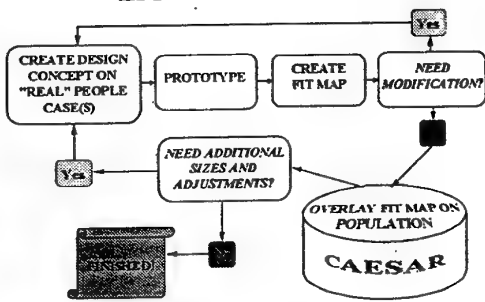 Yes
CREATE DESIGN
CONCEPT ON
"REAL" PEOPLE
CASE(S)
PROTOTYPE
CREATE
FIT MAP
NEED
MODIFICATION?
NEED ADDITIONAL
SIZES AND
ADJUSTMENTS?
Yes
OVERLAY FIT MAP ON
POPULATION
CAESAR
FINISHED